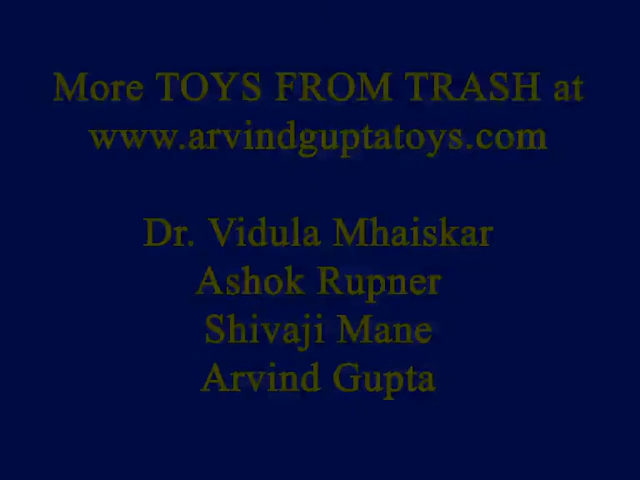 More TOYS FROM TRASH at
www.arvindguptatoys.com
Dr. Vidula Mhaiskar
Ashok Rupner
Shivaji Mane
Arvind Gupta